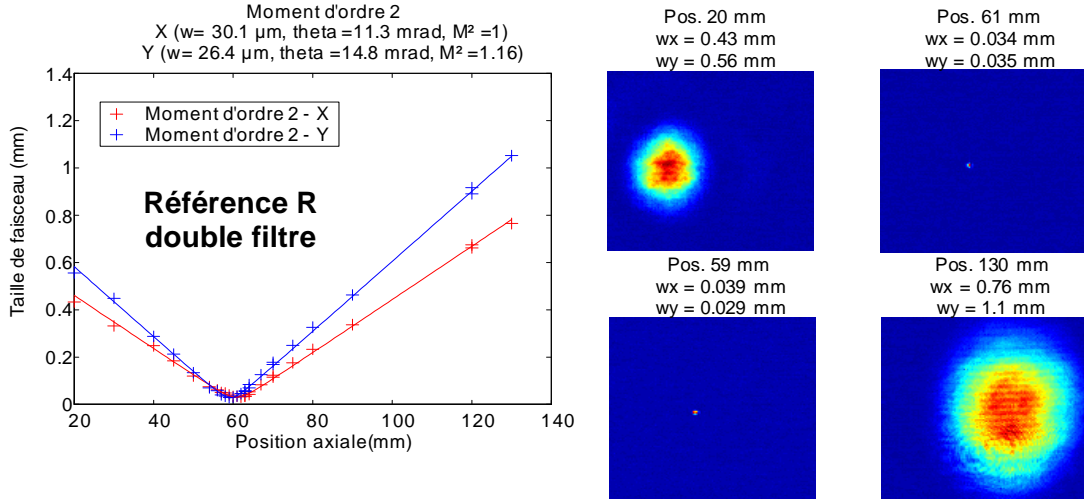 Moment d'ordre 2
X (w= 30.1 µm, theta =11.3 mrad, M² =1)
Y (w= 26.4 µm, theta =14.8 mrad, M² =1.16)
1.4
1.2
1
0.8
0.6
0.4
0.2
0
Taille de faisceau (mm)
Moment d'ordre 2 - X
Moment d'ordre 2 - Y
Référence R
double filtre
20 40 60 80 100 120 140
Position axiale(mm)
Pos. 20 mm
wx = 0.43 mm
wy = 0.56 mm
Pos. 61 mm
wx = 0.034 mm
wy = 0.035 mm
Pos. 59 mm
wx = 0.039 mm
wy = 0.029 mm
Pos. 130 mm
wx = 0.76 mm
wy = 1.1 mm